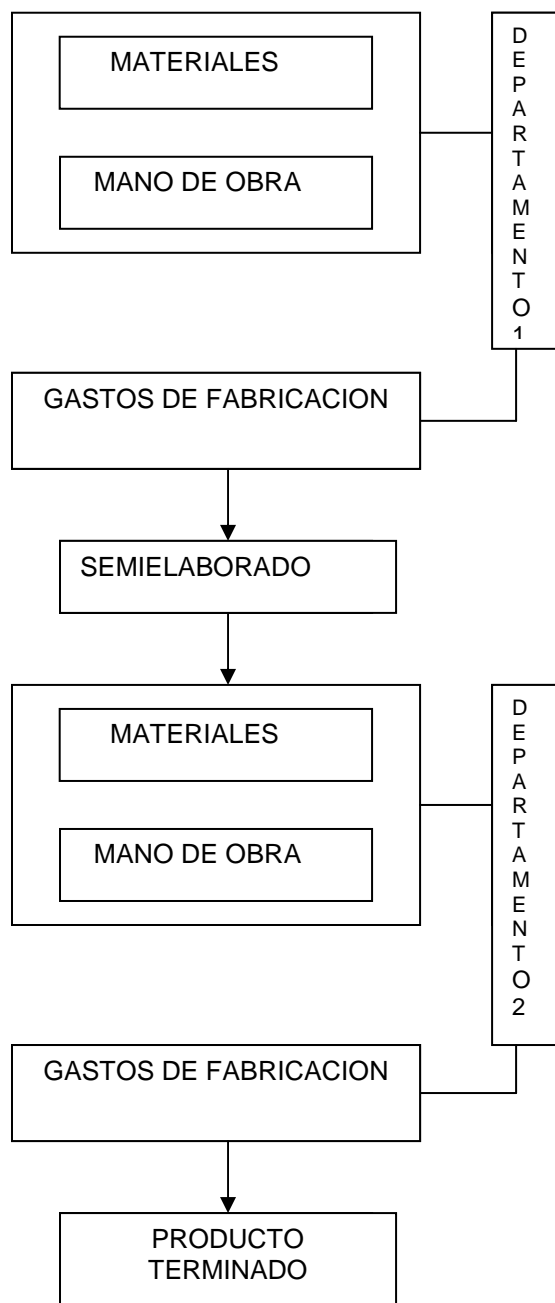 MATERIALES
MANO DE OBRA
D
E
P
A
R
T
A
M
E
N
T
O
1
GASTOS DE FABRICACION
SEMIELABORADO
MATERIALES
MANO DE OBRA
D
E
P
A
R
T
A
M
E
N
T
O
2
GASTOS DE FABRICACION
PRODUCTO
TERMINADO